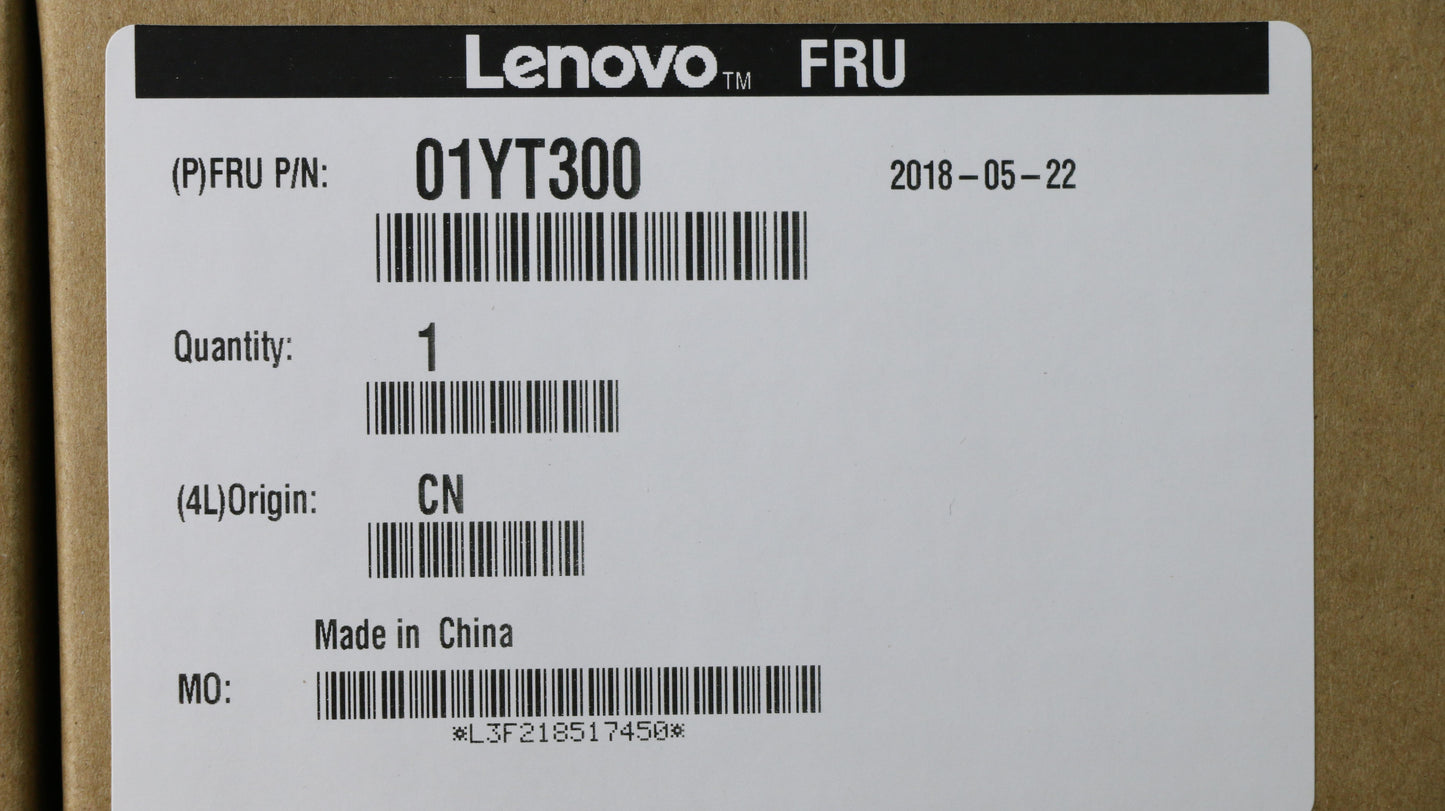 Lenovo™ FRU
(P)FRU P/N: 01YT300 2018-05-22
Quantity: 1
(4L)Origin: CN
Made in China
MO:
*L3F218517450*